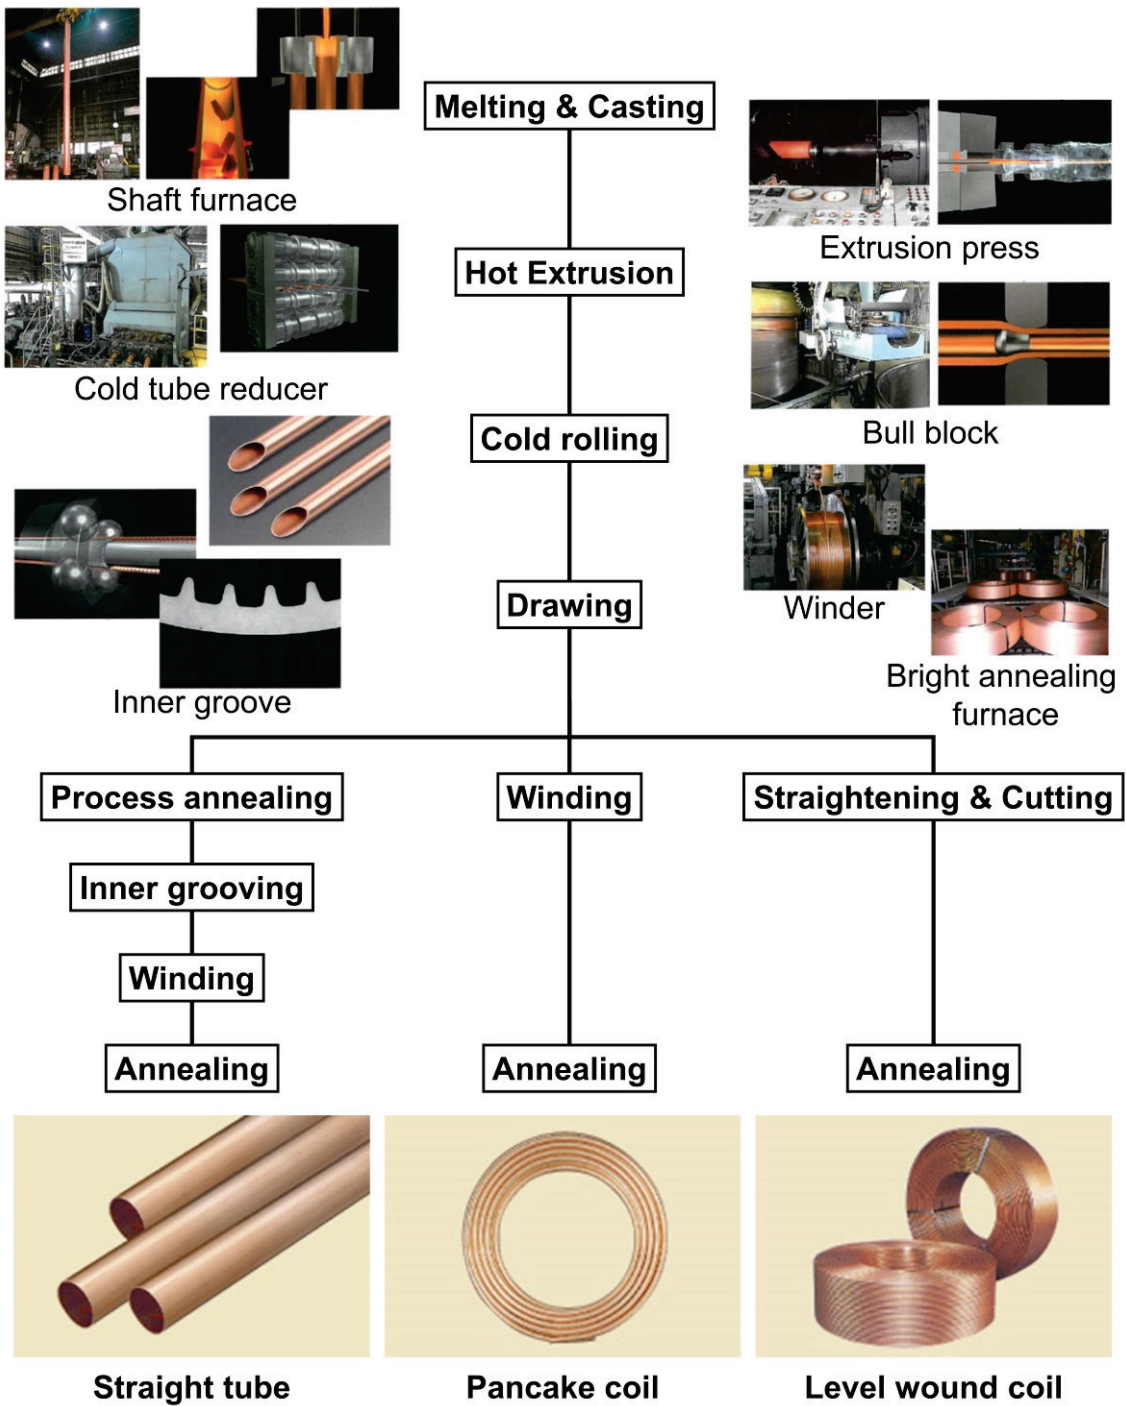 Melting & Casting
Shaft furnace
Extrusion press
Hot Extrusion
Cold tube reducer
Bull block
Cold rolling
Drawing
Winder
Bright annealing
furnace
Inner groove
Process annealing
Winding
Straightening & Cutting
Inner grooving
Winding
Annealing
Annealing
Annealing
Straight tube
Pancake coil
Level wound coil